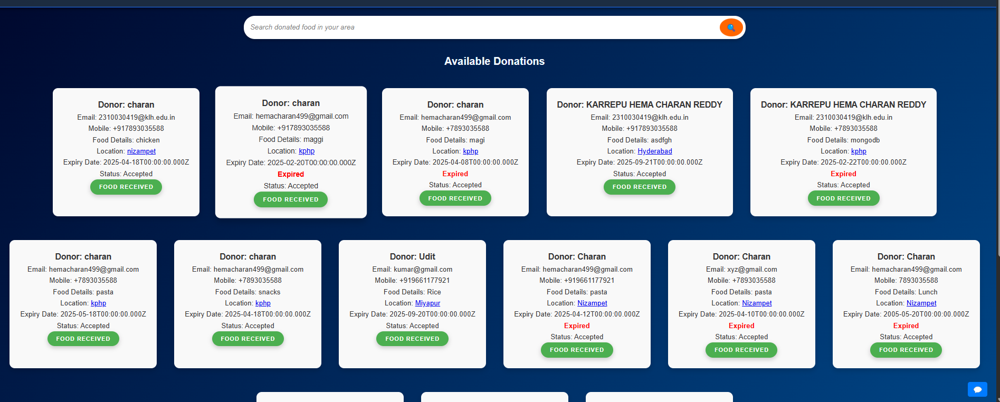 Search donated food in your area
Available Donations
Donor: charan
Email: 2310030419@klh.edu.in
Mobile: +917893035588
Food Details: chicken
Location: nizampet
Expiry Date: 2025-04-18T00:00:00.000Z
Status: Accepted
FOOD RECEIVED
Donor: charan
Email: hemacharan499@gmail.com
Mobile: +917893035588
Food Details: maggi
Location: kphp
Expiry Date: 2025-02-20T00:00:00.000Z
Expired
Status: Accepted
FOOD RECEIVED
Donor: charan
Email: hemacharan499@gmail.com
Mobile: +7893035588
Food Details: magi
Location: kphp
Expiry Date: 2025-04-08T00:00:00.000Z
Expired
Status: Accepted
FOOD RECEIVED
Donor: KARREPU HEMA CHARAN REDDY
Email: 2310030419@klh.edu.in
Mobile: +917893035588
Food Details: asdfgh
Location: Hyderabad
Expiry Date: 2025-09-21T00:00:00.000Z
Status: Accepted
FOOD RECEIVED
Donor: KARREPU HEMA CHARAN REDDY
Email: 2310030419@klh.edu.in
Mobile: +7893035588
Food Details: mongodb
Location: kphp
Expiry Date: 2025-02-22T00:00:00.000Z
Expired
Status: Accepted
FOOD RECEIVED
Donor: charan
Email: hemacharan499@gmail.com
Mobile: +7893035588
Food Details: pasta
Location: kphp
Expiry Date: 2025-05-18T00:00:00.000Z
Status: Accepted
FOOD RECEIVED
Donor: charan
Email: hemacharan499@gmail.com
Mobile: +7893035588
Food Details: snacks
Location: kphp
Expiry Date: 2025-04-18T00:00:00.000Z
Status: Accepted
FOOD RECEIVED
Donor: Udit
Email: kumar@gmail.com
Mobile: +919661177921
Food Details: Rice
Location: Miyapur
Expiry Date: 2025-09-20T00:00:00.000Z
Status: Accepted
FOOD RECEIVED
Donor: Charan
Email: hemacharan499@gmail.com
Mobile: +919661177921
Food Details: pasta
Location: Nizampet
Expiry Date: 2025-04-12T00:00:00.000Z
Expired
Status: Accepted
FOOD RECEIVED
Donor: Charan
Email: xyz@gmail.com
Mobile: +7893035588
Food Details: pasta
Location: Nizampet
Expiry Date: 2025-04-10T00:00:00.000Z
Expired
Status: Accepted
FOOD RECEIVED
Donor: Charan
Email: hemacharan499@gmail.com
Mobile: 7893035588
Food Details: Lunch
Location: Nizampet
Expiry Date: 2005-05-20T00:00:00.000Z
Expired
Status: Accepted
FOOD RECEIVED